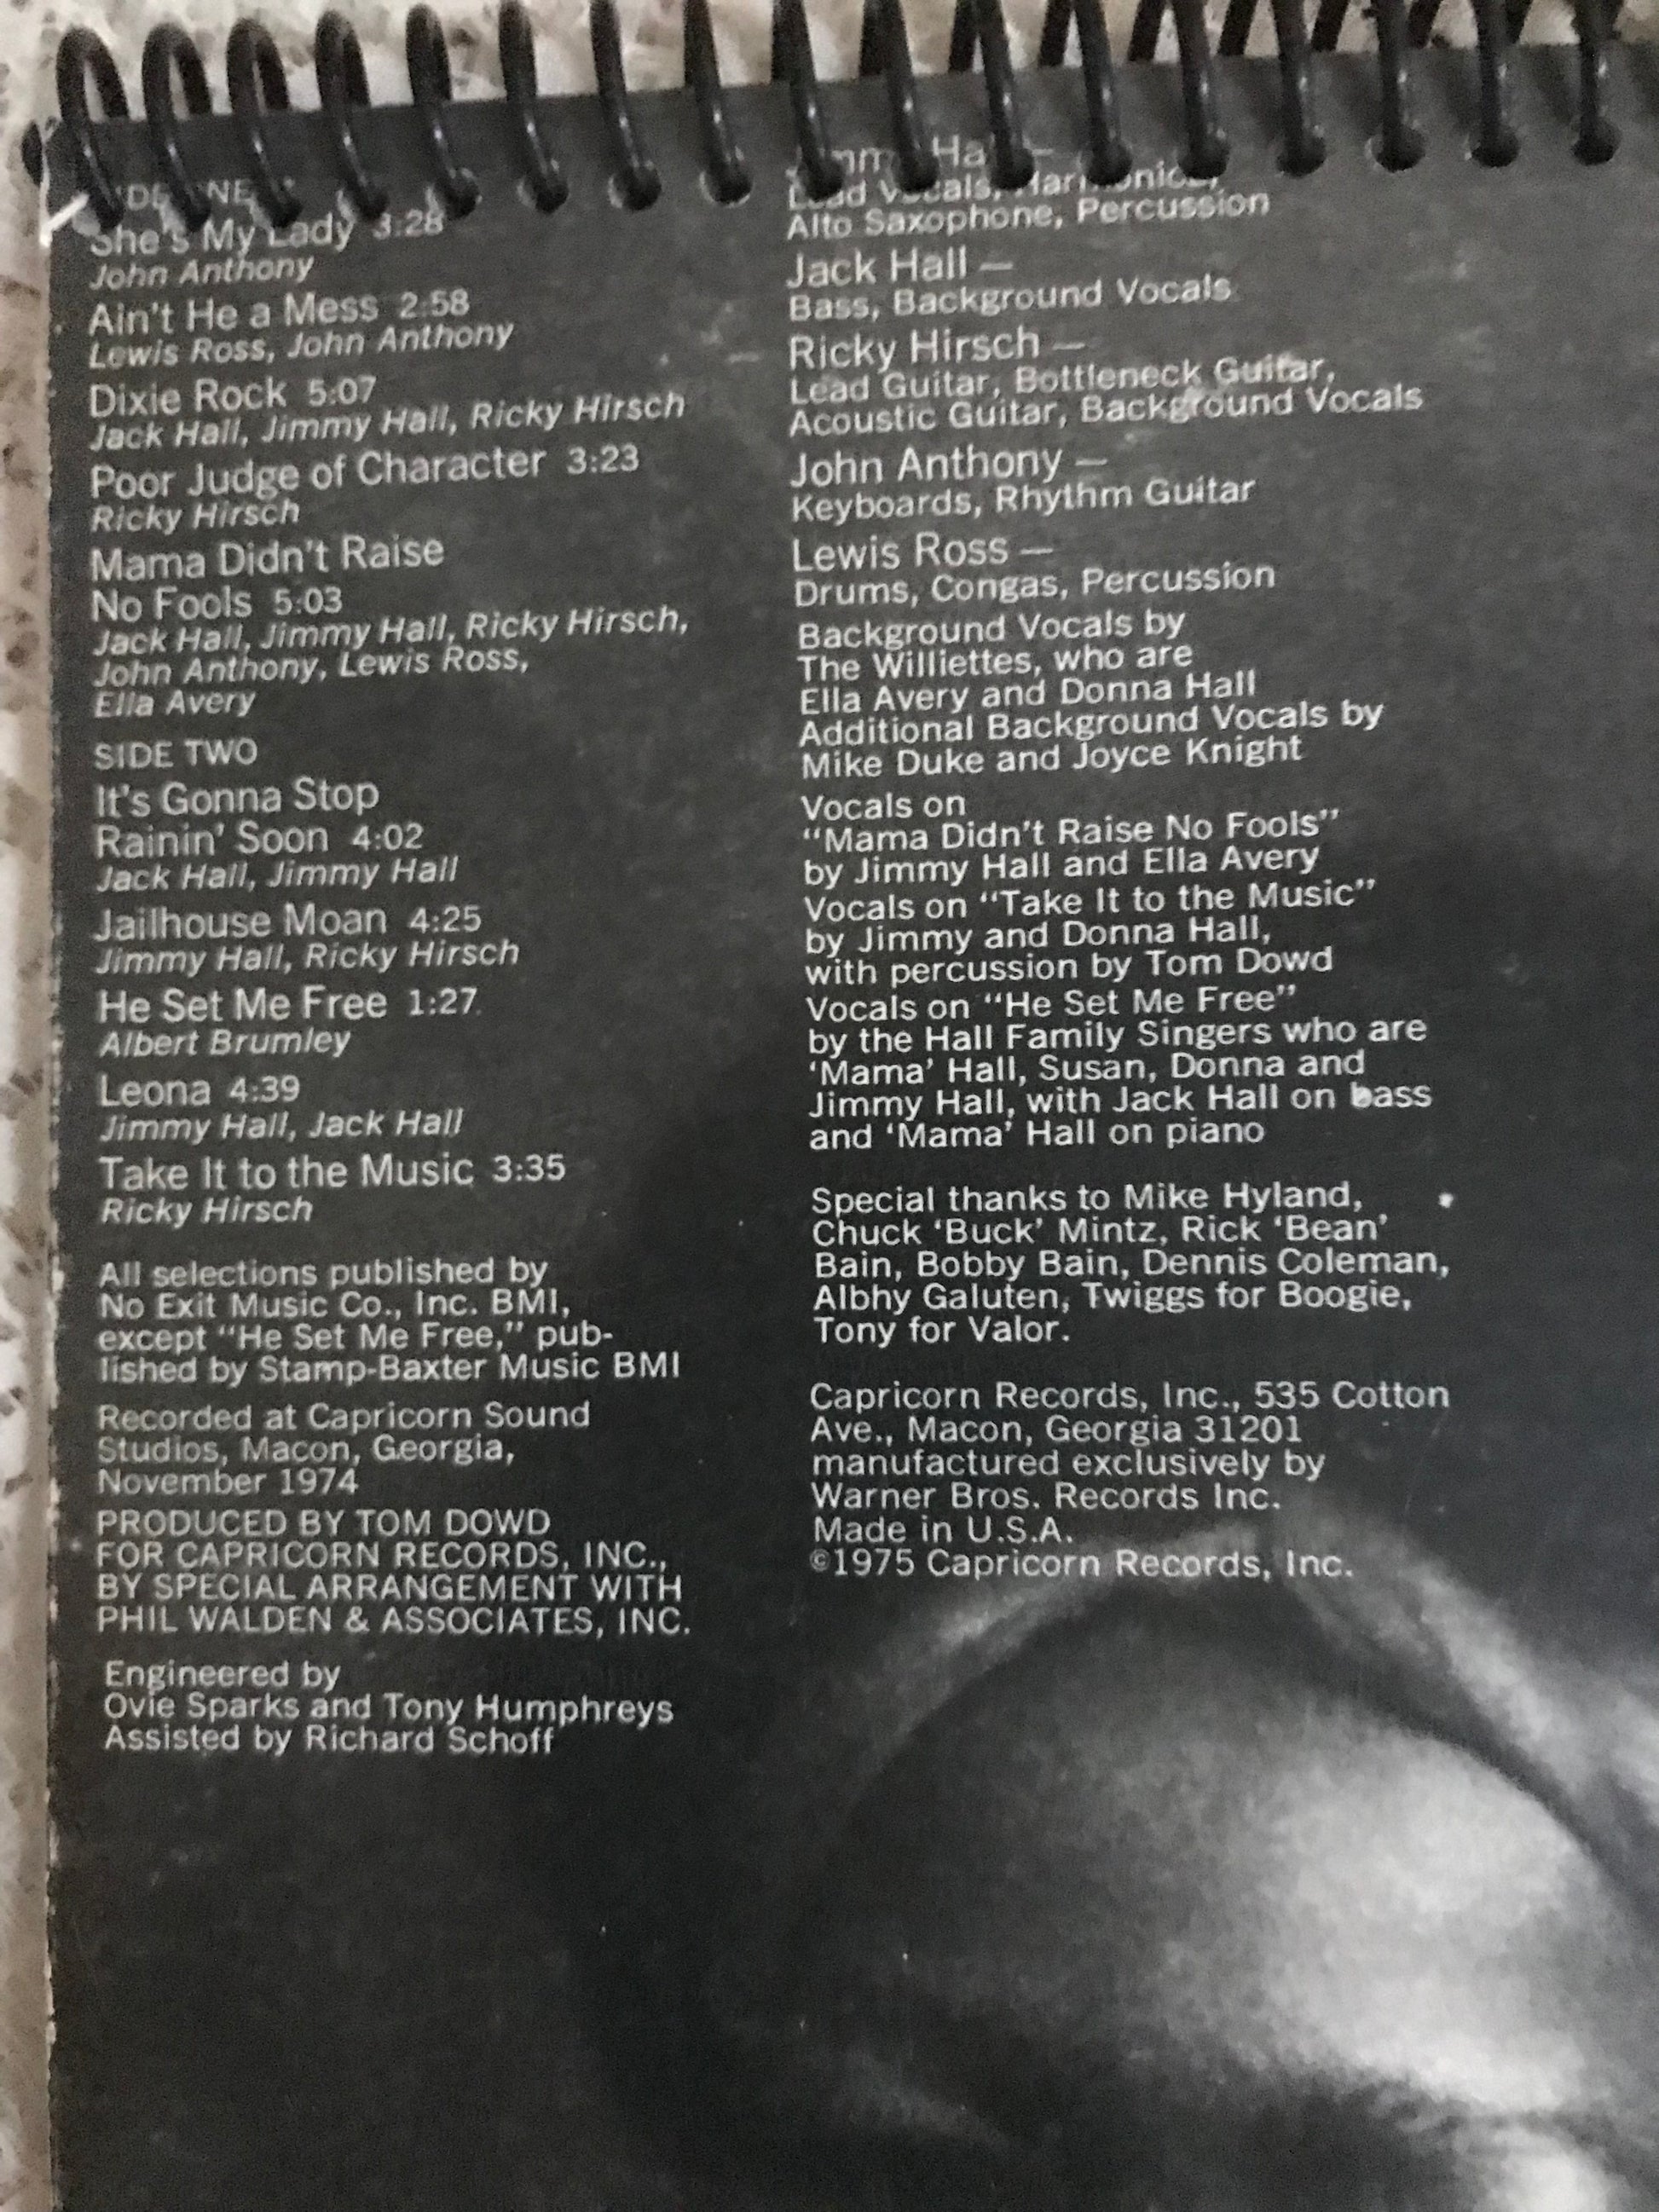 She's My Lady 3:28
John Anthony
Ain't He a Mess 2:58
Lewis Ross, John Anthony
Dixie Rock 5:07
Jack Hall, Jimmy Hall, Ricky Hirsch
Poor Judge of Character 3:23
Ricky Hirsch
Mama Didn't Raise
No Fools 5:03
Jack Hall, Jimmy Hall, Ricky Hirsch,
John Anthony, Lewis Ross,
Ella Avery
SIDE TWO
It's Gonna Stop
Rainin' Soon 4:02
Jack Hall, Jimmy Hall
Jailhouse Moan 4:25
Jimmy Hall, Ricky Hirsch
He Set Me Free 1:27
Albert Brumley
Leona 4:39
Jimmy Hall, Jack Hall
Take It to the Music 3:35
Ricky Hirsch
All selections published by
No Exit Music Co., Inc. BMI,
except "He Set Me Free," pub-
lished by Stamp-Baxter Music BMI
Recorded at Capricorn Sound
Studios, Macon, Georgia,
November 1974
PRODUCED BY TOM DOWD
FOR CAPRICORN RECORDS, INC.,
BY SPECIAL ARRANGEMENT WITH
PHIL WALDEN & ASSOCIATES, INC.
Engineered by
Ovie Sparks and Tony Humphreys
Assisted by Richard Schoff
Lead Vocals, Harmonica,
Alto Saxophone, Percussion
Jack Hall —
Bass, Background Vocals
Ricky Hirsch —
Lead Guitar, Bottleneck Guitar,
Acoustic Guitar, Background Vocals
John Anthony —
Keyboards, Rhythm Guitar
Lewis Ross —
Drums, Congas, Percussion
Background Vocals by
The Williettes, who are
Ella Avery and Donna Hall
Additional Background Vocals by
Mike Duke and Joyce Knight
Vocals on
"Mama Didn't Raise No Fools"
by Jimmy Hall and Ella Avery
Vocals on "Take It to the Music"
by Jimmy and Donna Hall,
with percussion by Tom Dowd
Vocals on "He Set Me Free"
by the Hall Family Singers who are
'Mama' Hall, Susan, Donna and
Jimmy Hall, with Jack Hall on bass
and 'Mama' Hall on piano
Special thanks to Mike Hyland,
Chuck 'Buck' Mintz, Rick 'Bean'
Bain, Bobby Bain, Dennis Coleman,
Albhy Galuten, Twiggs for Boogie,
Tony for Valor.
Capricorn Records, Inc., 535 Cotton
Ave., Macon, Georgia 31201
manufactured exclusively by
Warner Bros. Records Inc.
Made in U.S.A.
©1975 Capricorn Records, Inc.